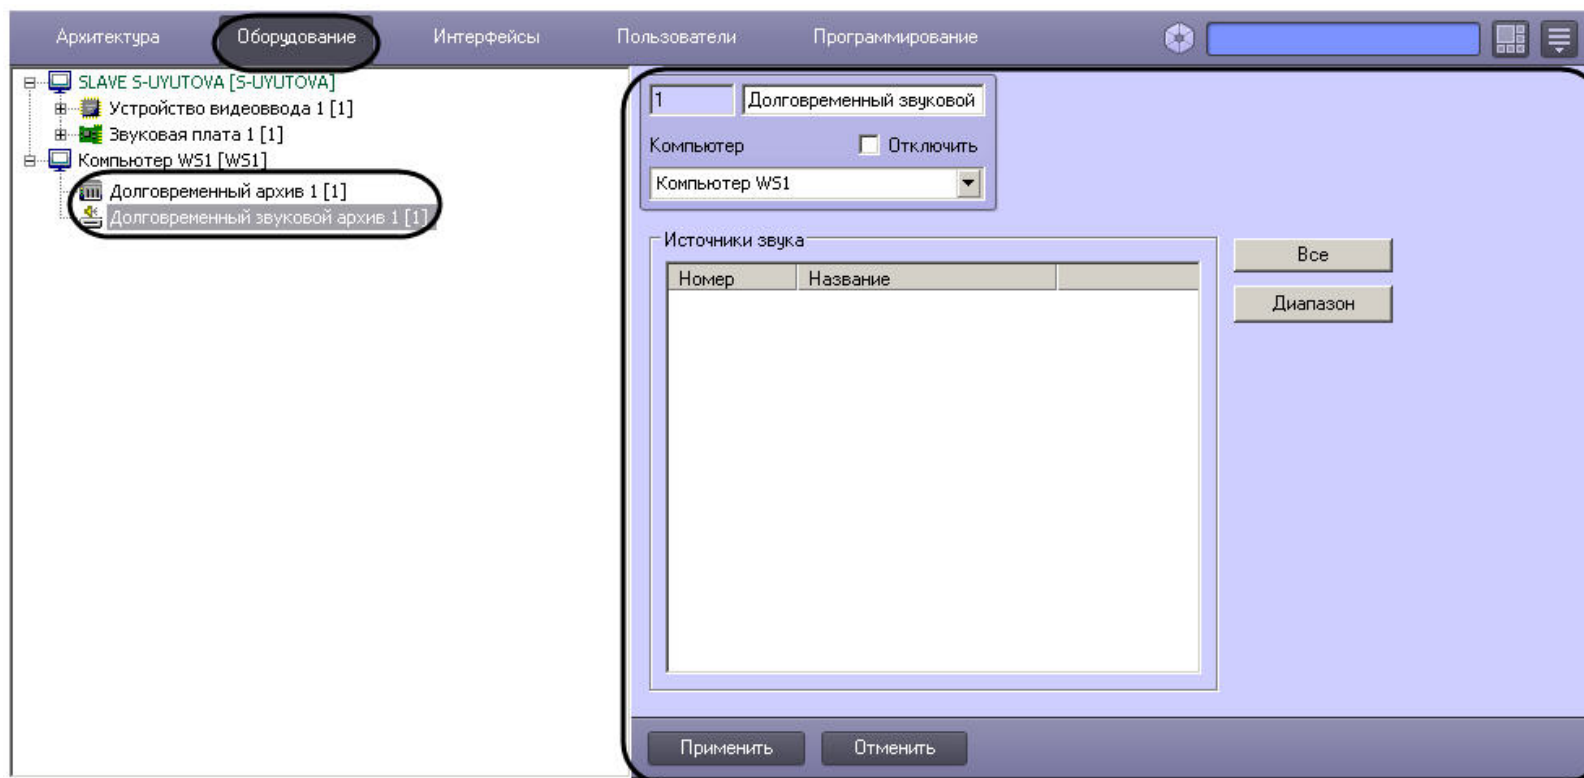 Архитектура Оборудование Интерфейсы Пользователи Программирование
SLAVE S-UYUTOVA [S-UYUTOVA]
Устройство видеоввода 1 [1]
Звуковая плата 1 [1]
Компьютер WS1 [WS1]
Долговременный архив 1 [1]
Долговременный звуковой архив 1 [1]
1 Долговременный звуковой
Компьютер Отключить
Компьютер WS1
Источники звука
Номер Название
Все
Диапазон
Применить Отменить